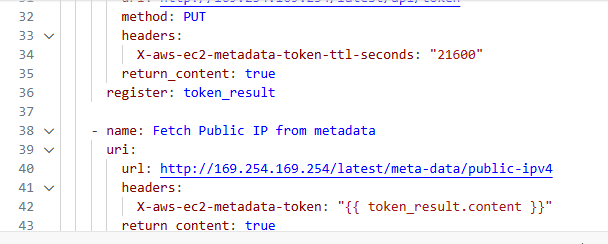 32 method: PUT
33 headers:
34 X-aws-ec2-metadata-token-ttl-seconds: "21600"
35 return_content: true
36 register: token_result
37
38 - name: Fetch Public IP from metadata
39 uri:
40 url: http://169.254.169.254/latest/meta-data/public-ipv4
41 headers:
42 X-aws-ec2-metadata-token: "{{ token_result.content }}"
43 return_content: true